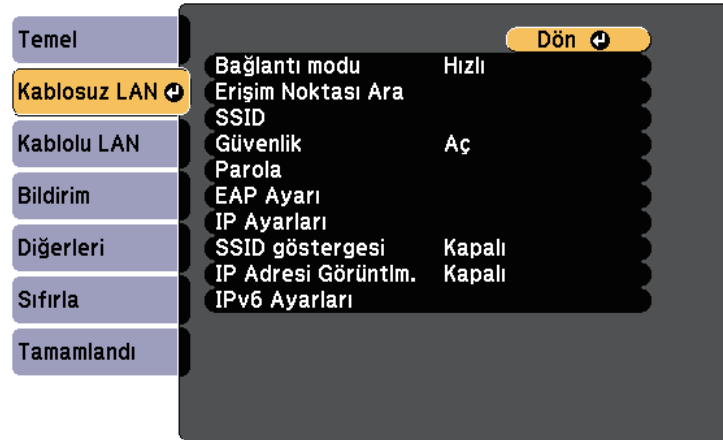 Temel
Kablosuz LAN
Kablolu LAN
Bildirim
Diğerleri
Sıfırla
Tamamlandı
Dön
Bağlantı modu Hızlı
Erişim Noktası Ara
SSID
Güvenlik Aç
Parola
EAP Ayarı
IP Ayarları
SSID göstergesi Kapalı
IP Adresi Görüntlm. Kapalı
IPv6 Ayarları